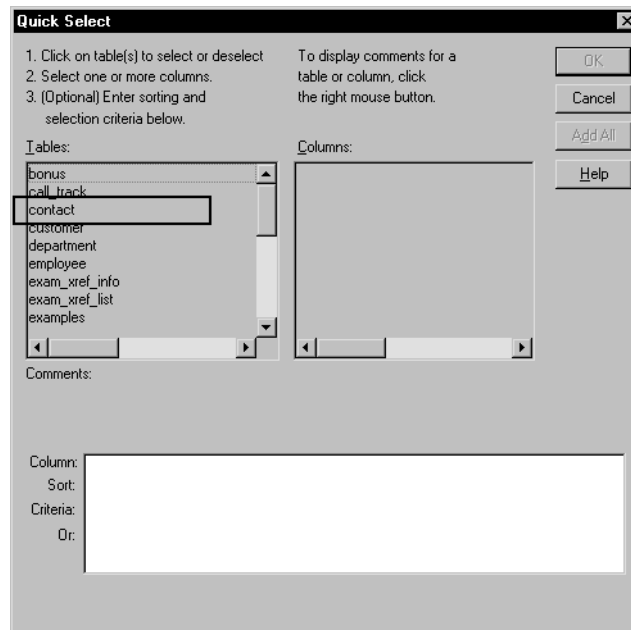 Quick Select
1. Click on table(s) to select or deselect
2. Select one or more columns.
3. (Optional) Enter sorting and
selection criteria below.
To display comments for a
table or column, click
the right mouse button.
OK
Cancel
Add All
Help
Tables:
bonus
call_track
contact
customer
department
employee
exam_xref_info
exam_xref_list
examples
Columns:
Comments:
Column:
Sort:
Criteria:
Or: